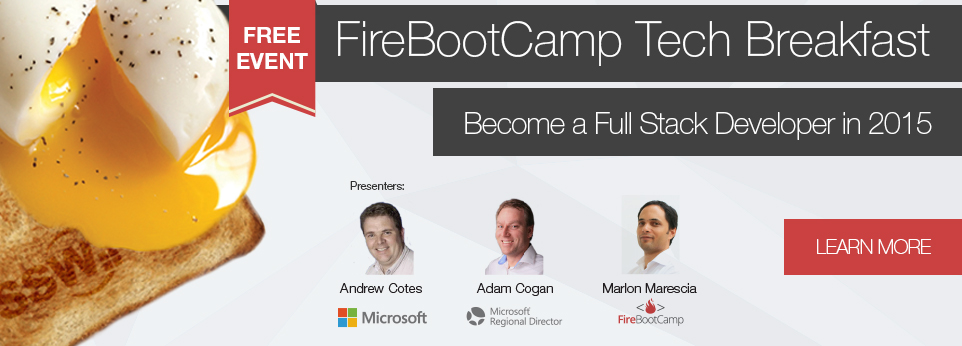 FREE
EVENT
FireBootCamp Tech Breakfast
Become a Full Stack Developer in 2015
Presenters:
Andrew Cotes
Adam Cogan
Marlon Marescia
Microsoft
Microsoft
Regional Director
FireBootCamp
LEARN MORE